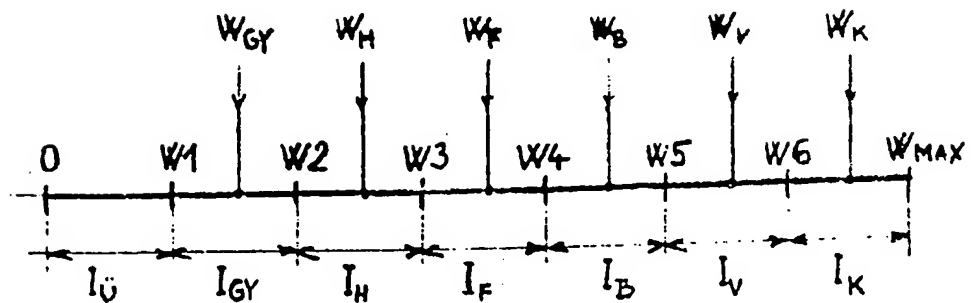 W_GY W_H W_F W_B W_V W_K
0 W1 W2 W3 W4 W5 W6 W_MAX
I_Ü I_GY I_H I_F I_B I_V I_K